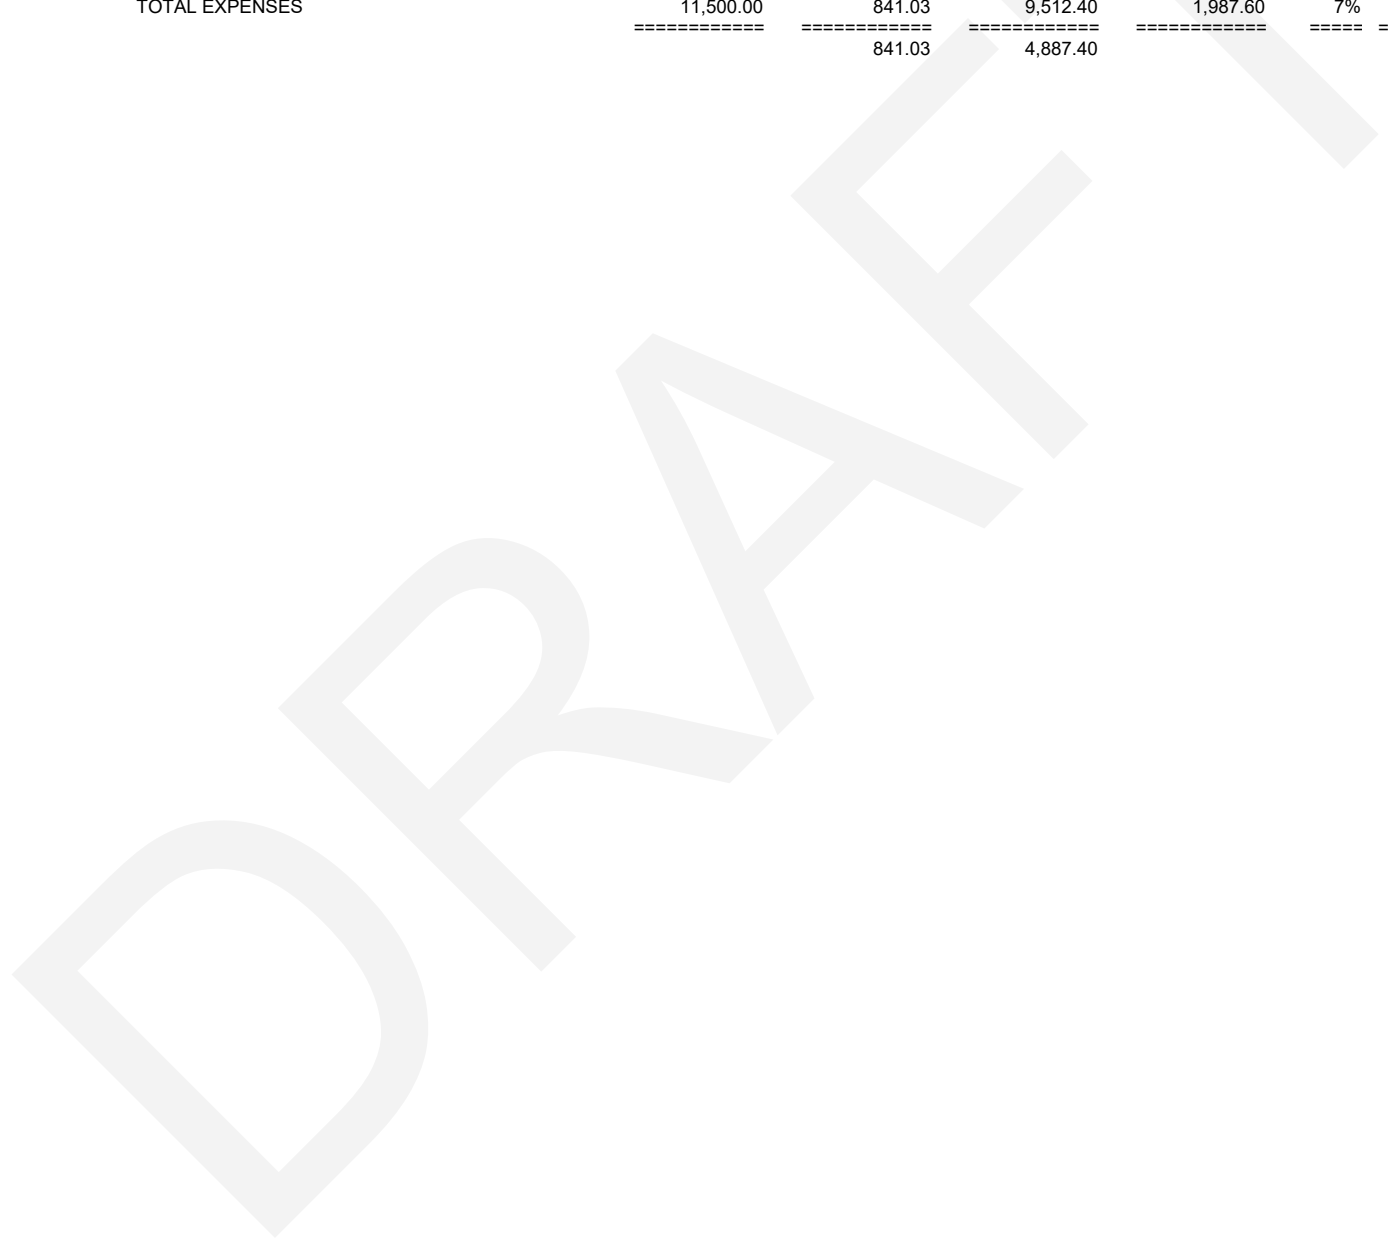 TOTAL EXPENSES 11,500.00 841.03 9,512.40 1,987.60 7%
============ ============ ============ ============ ===== =
841.03 4,887.40
DRAFT